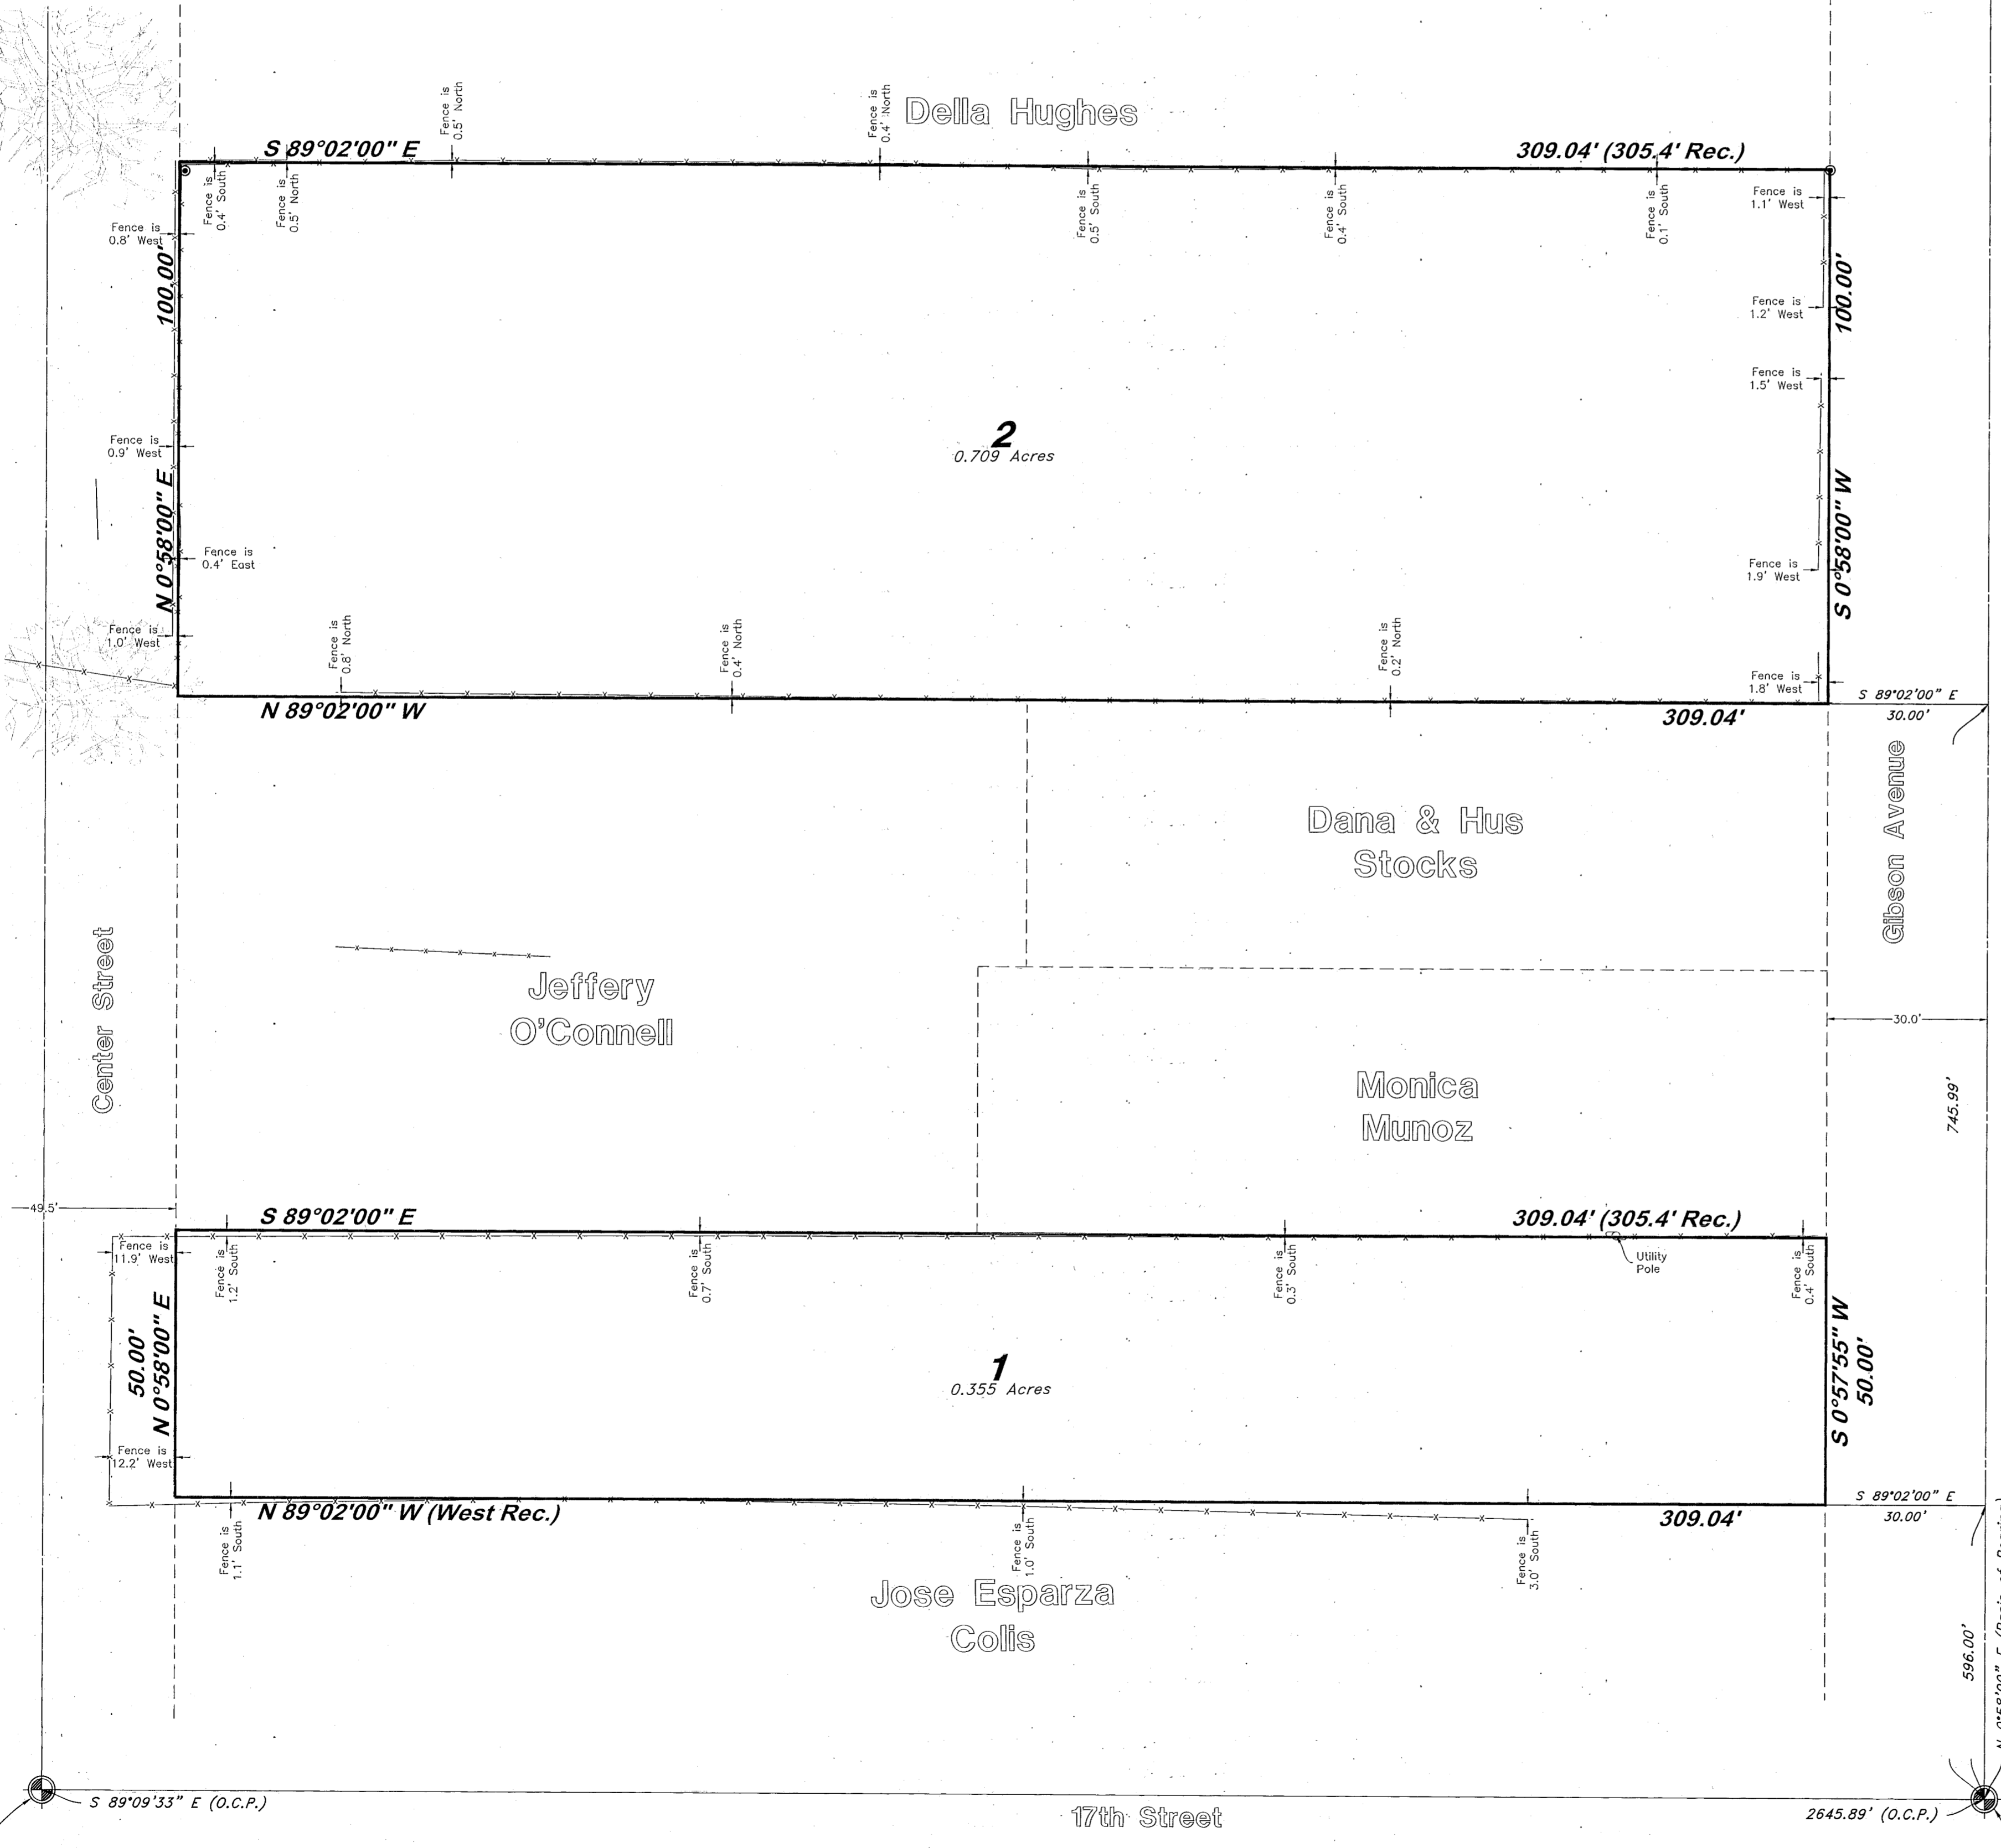 Della Hughes
Fence is
0.5' North
Fence is
0.4' North
S 89°02'00" E
309.04' (305.4' Rec.)
Fence is
0.4' South
Fence is
0.5' North
Fence is
0.5' South
Fence is
0.4' South
Fence is
0.1' South
Fence is
1.1' West
Fence is
0.8' West
100.00'
100.00'
Fence is
1.2' West
Fence is
1.5' West
2
0.709 Acres
Fence is
0.9' West
N 0°58'00" E
S 0°58'00" W
Fence is
0.4' East
Fence is
1.9' West
Fence is
1.0' West
Fence is
0.8' North
Fence is
0.4' North
Fence is
0.2' North
Fence is
1.8' West
N 89°02'00" W
309.04'
S 89°02'00" E
30.00'
Gibson Avenue
Dana & Hus
Stocks
Center Street
Jeffery
O'Connell
30.0'
Monica
Munoz
745.99'
49.5'
S 89°02'00" E
309.04' (305.4' Rec.)
Fence is
11.9' West
Fence is
1.2' South
Fence is
0.7' South
Fence is
0.3' South
Utility
Pole
Fence is
0.4' South
50.00'
N 0°58'00" E
1
0.355 Acres
S 0°57'55" W
50.00'
Fence is
12.2' West
N 89°02'00" W (West Rec.)
309.04'
S 89°02'00" E
30.00'
Fence is
1.1' South
Fence is
1.0' South
Fence is
3.0' South
Jose Esparza
Colis
596.00'
S 89°09'33" E (O.C.P.)
17th Street
2645.89' (O.C.P.)